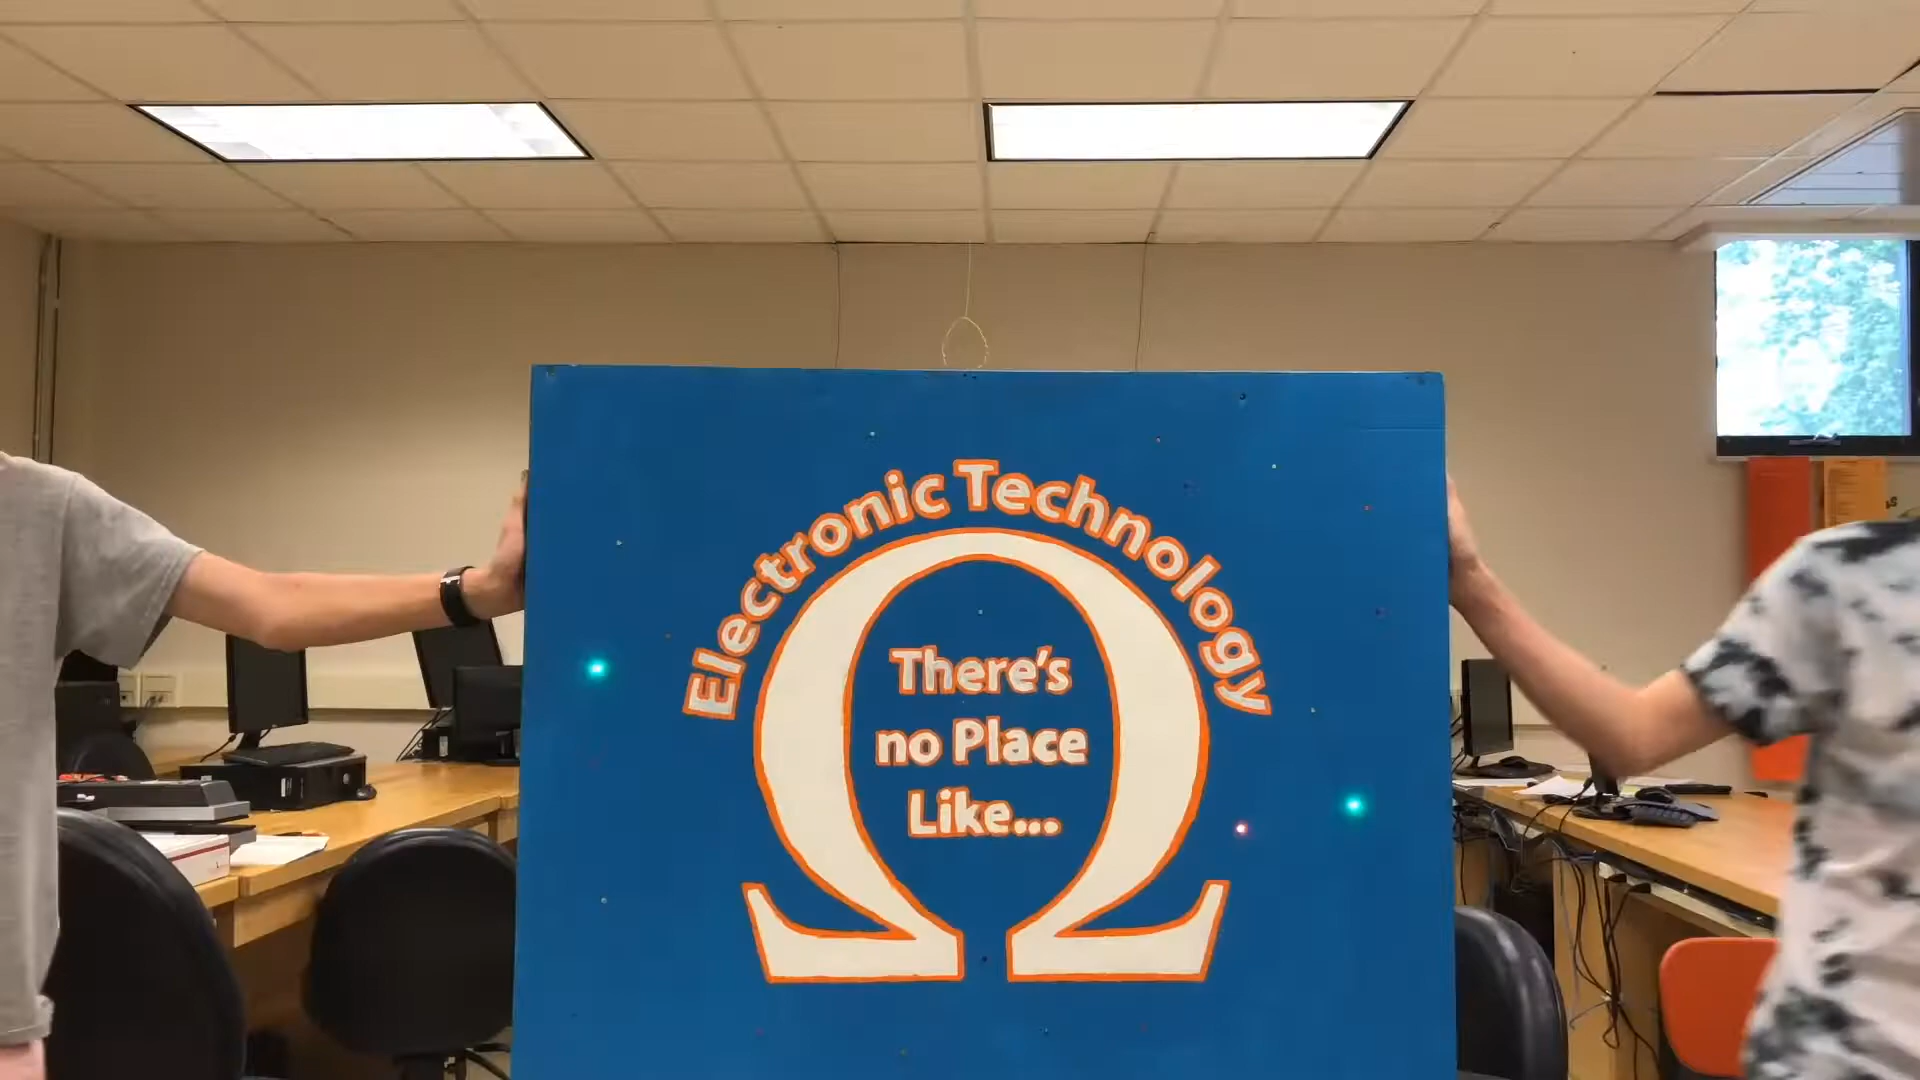 Electronic Technology
Ω
There's
no Place
Like...